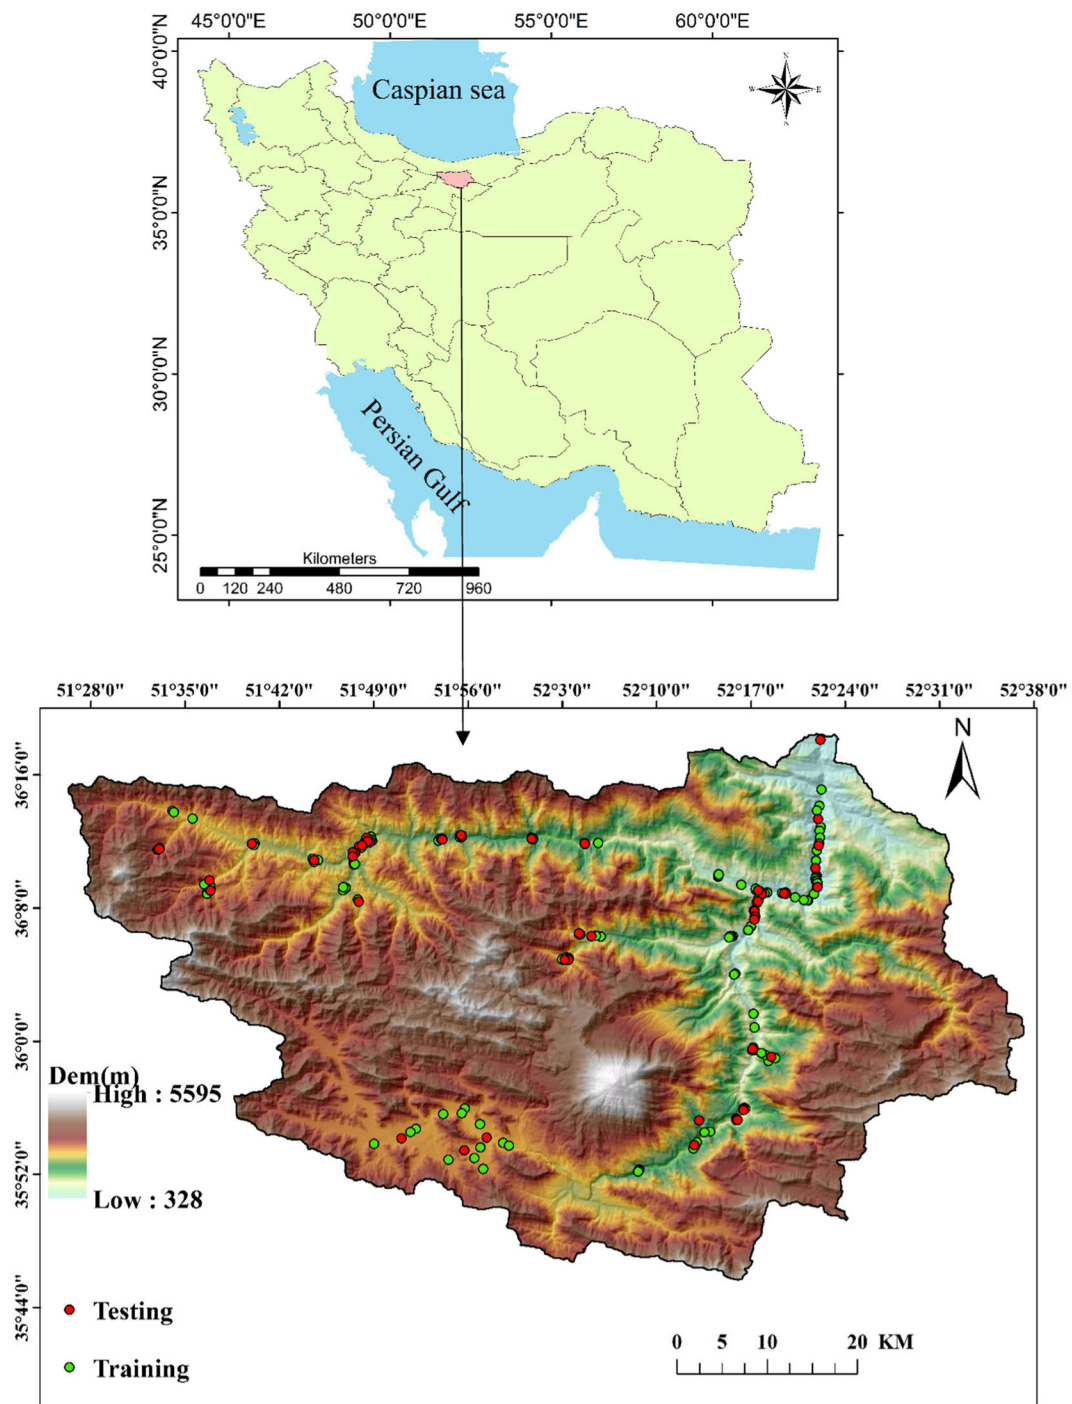 45°0'0"E 50°0'0"E 55°0'0"E 60°0'0"E
40°0'0"N
35°0'0"N
30°0'0"N
25°0'0"N
Caspian sea
N
W E
N
Persian Gulf
Kilometers
0 120 240 480 720 960
51°28'0" 51°35'0" 51°42'0" 51°49'0" 51°56'0" 52°3'0" 52°10'0" 52°17'0" 52°24'0" 52°31'0" 52°38'0"
36°16'0"
36°8'0"
36°0'0"
35°52'0"
35°44'0"
N
Dem(m)
High : 5595
Low : 328
Testing
Training
0 5 10 20 KM